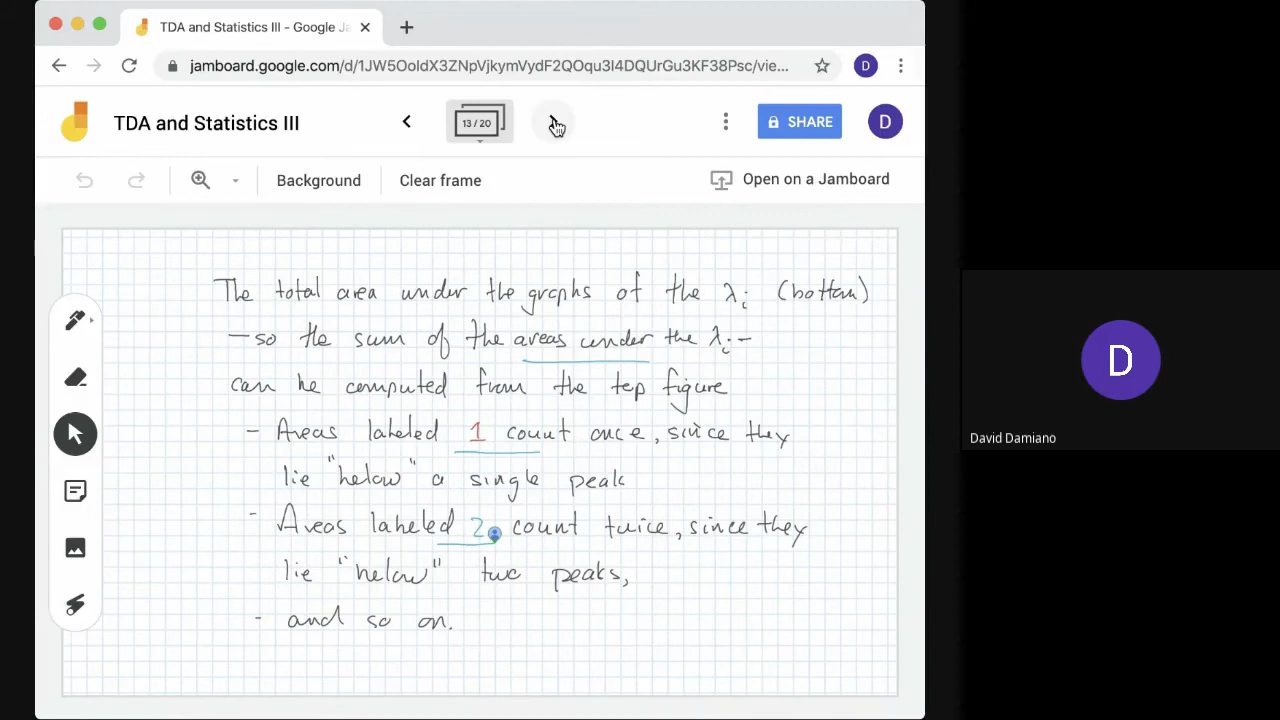 TDA and Statistics III - Google Ja
jamboard.google.com/d/1JW5OoldX3ZNpVjkymVydF2QOqu3I4DQUrGu3KF38Psc/vie...
D
TDA and Statistics III
13 / 20
SHARE
D
Background
Clear frame
Open on a Jamboard
The total area under the graphs of the λi (bottom)
—so the sum of the areas under the λi—
can be computed from the top figure
- Areas labeled 1 count once, since they
lie "below" a single peak
- Areas labeled 2 count twice, since they
lie "below" two peaks,
- and so on.
D
David Damiano